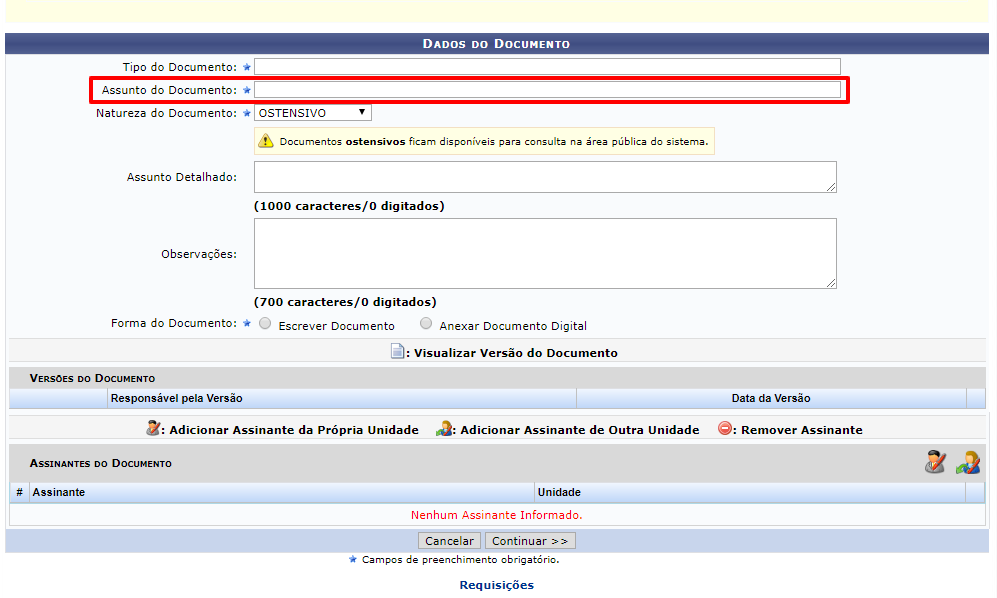 Dados do Documento
Tipo do Documento:
Assunto do Documento:
Natureza do Documento: OSTENSIVO
Documentos ostensivos ficam disponíveis para consulta na área pública do sistema.
Assunto Detalhado:
(1000 caracteres/0 digitados)
Observações:
(700 caracteres/0 digitados)
Forma do Documento: Escrever Documento Anexar Documento Digital
: Visualizar Versão do Documento
Versões do Documento
Responsável pela Versão Data da Versão
: Adicionar Assinante da Própria Unidade : Adicionar Assinante de Outra Unidade : Remover Assinante
Assinantes do Documento
# Assinante Unidade
Nenhum Assinante Informado.
Cancelar Continuar >>
Campos de preenchimento obrigatório.
Requisições